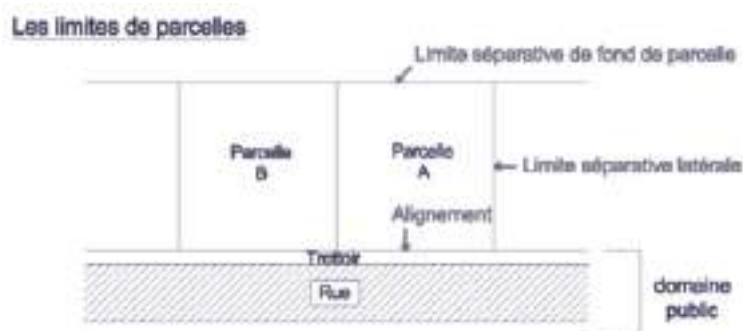 Les limites de parcelles
Limite séparative de fond de parcelle
Parcelle
B
Parcelle
A
Limite séparative latérale
Alignement
Trottoir
Rue
domaine
public